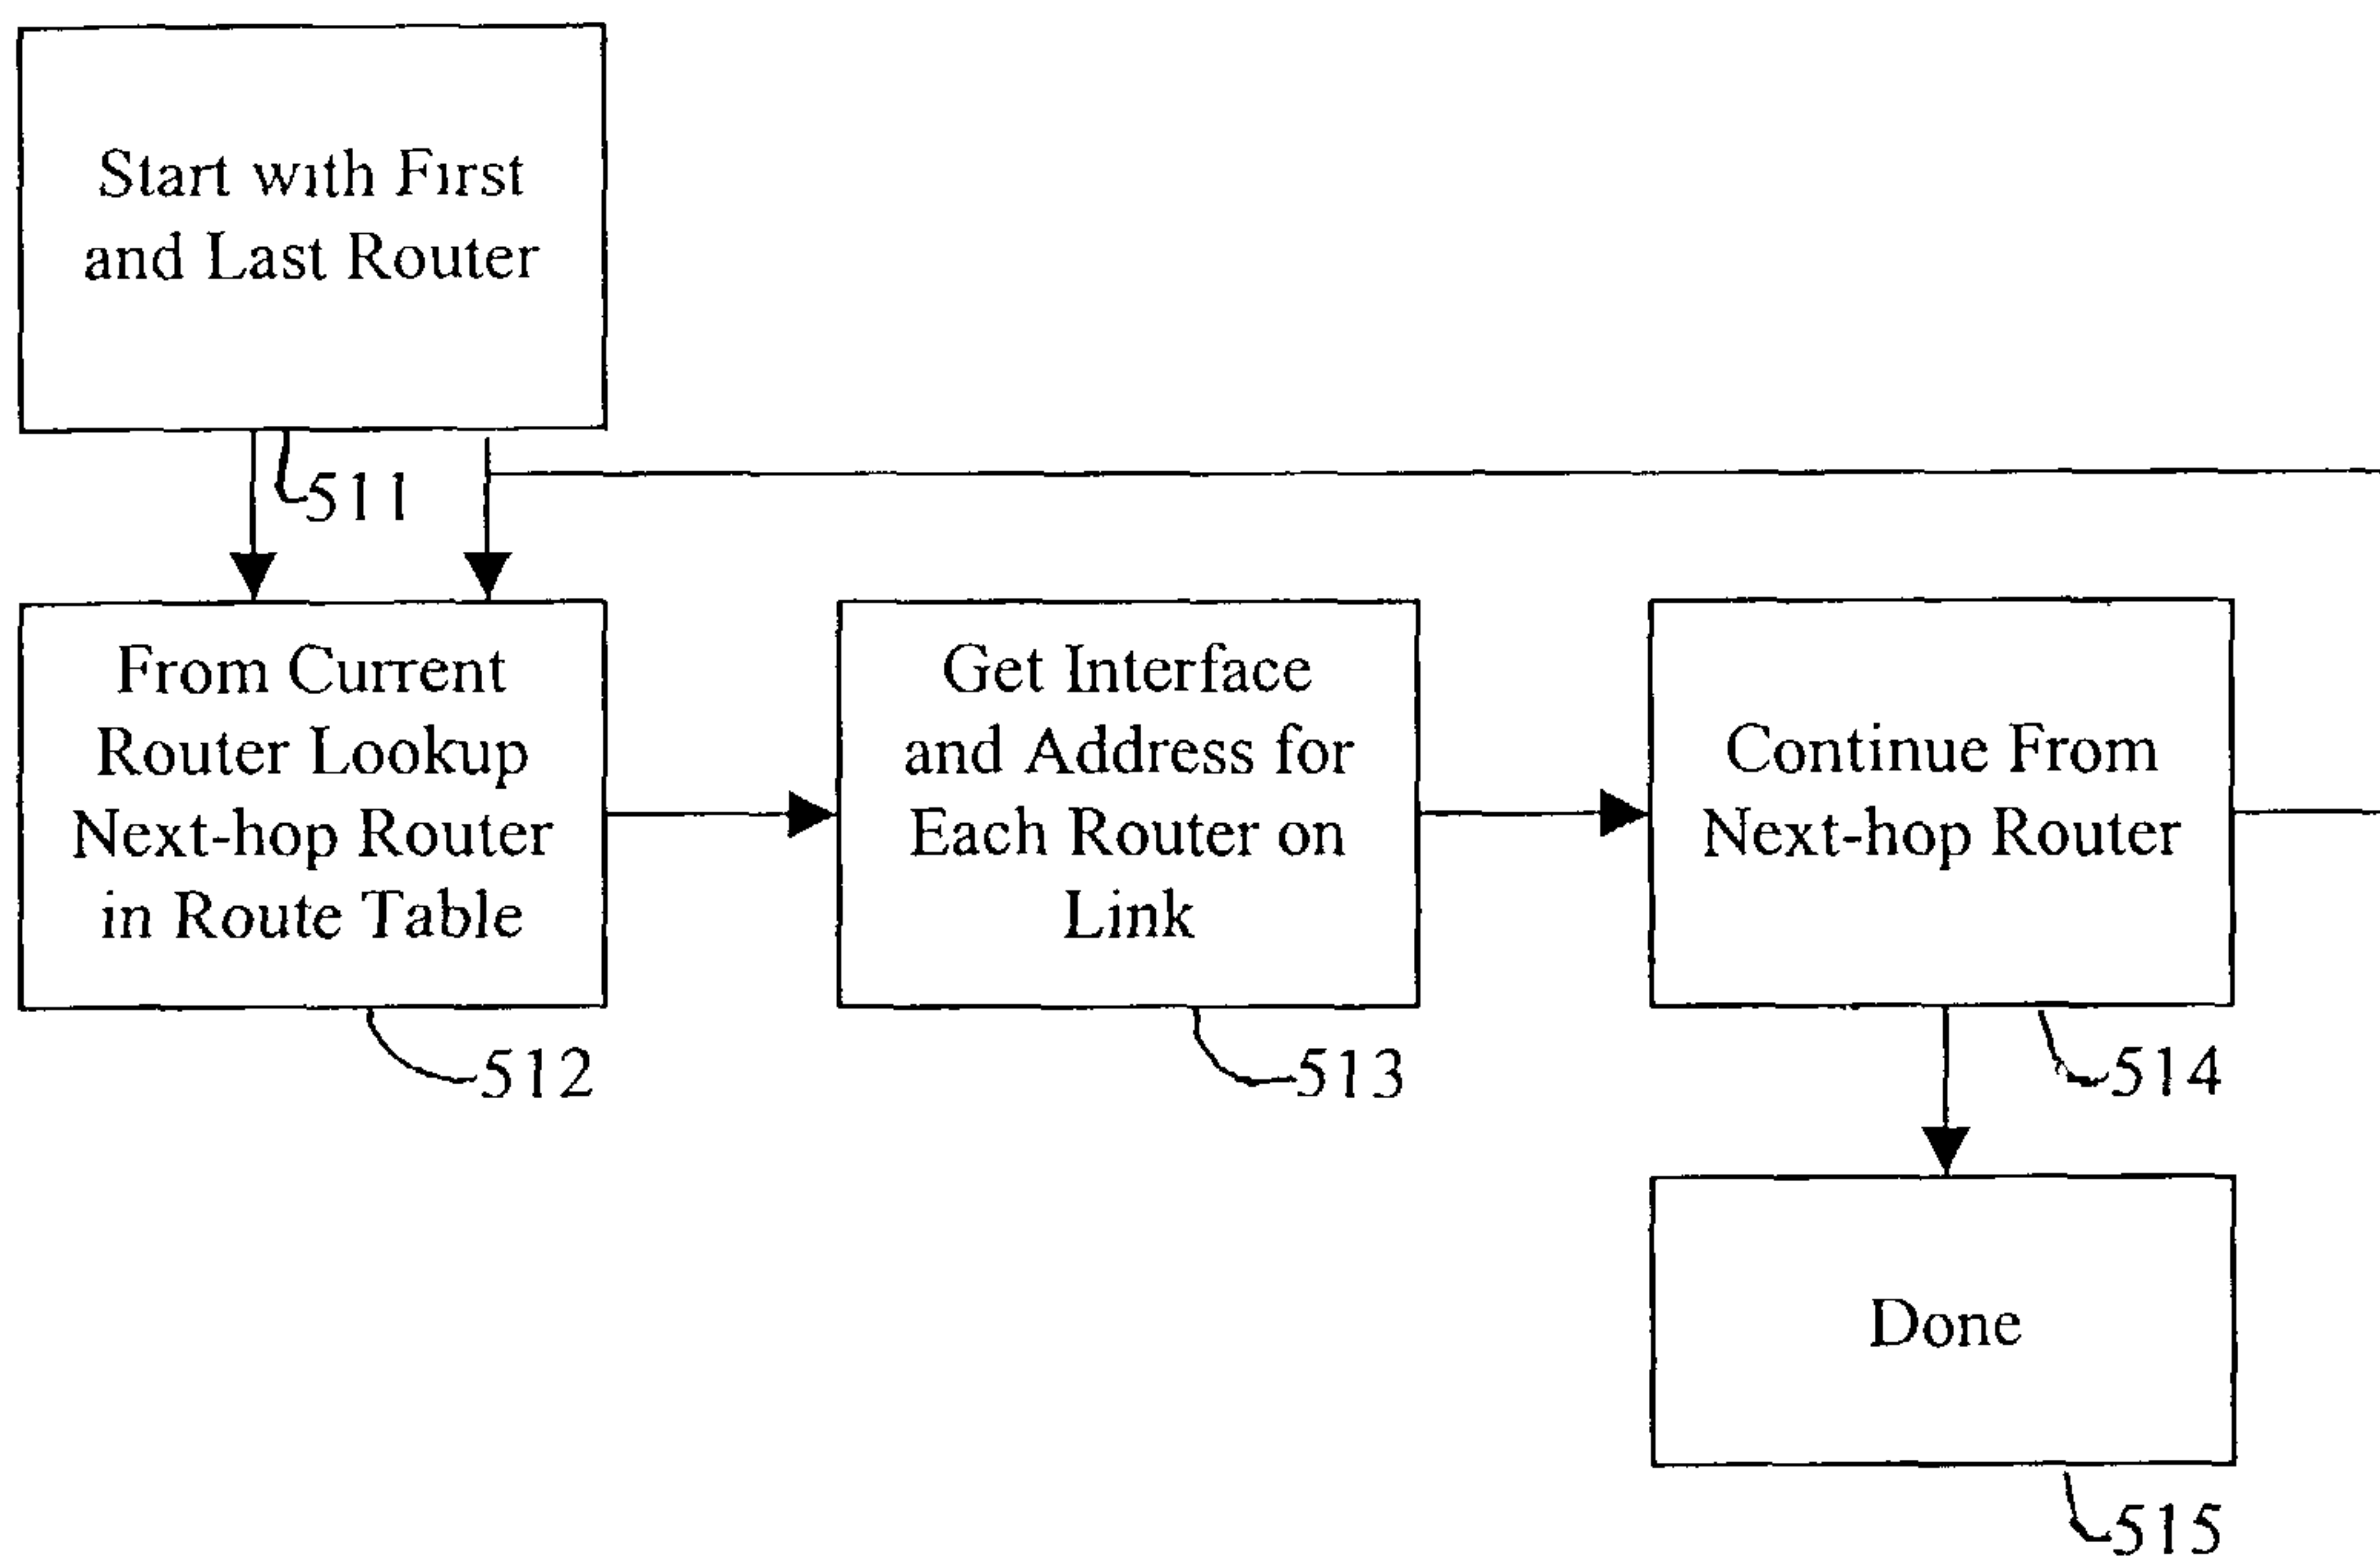 Start with First
and Last Router
511
From Current
Router Lookup
Next-hop Router
in Route Table
512
Get Interface
and Address for
Each Router on
Link
513
Continue From
Next-hop Router
514
Done
515